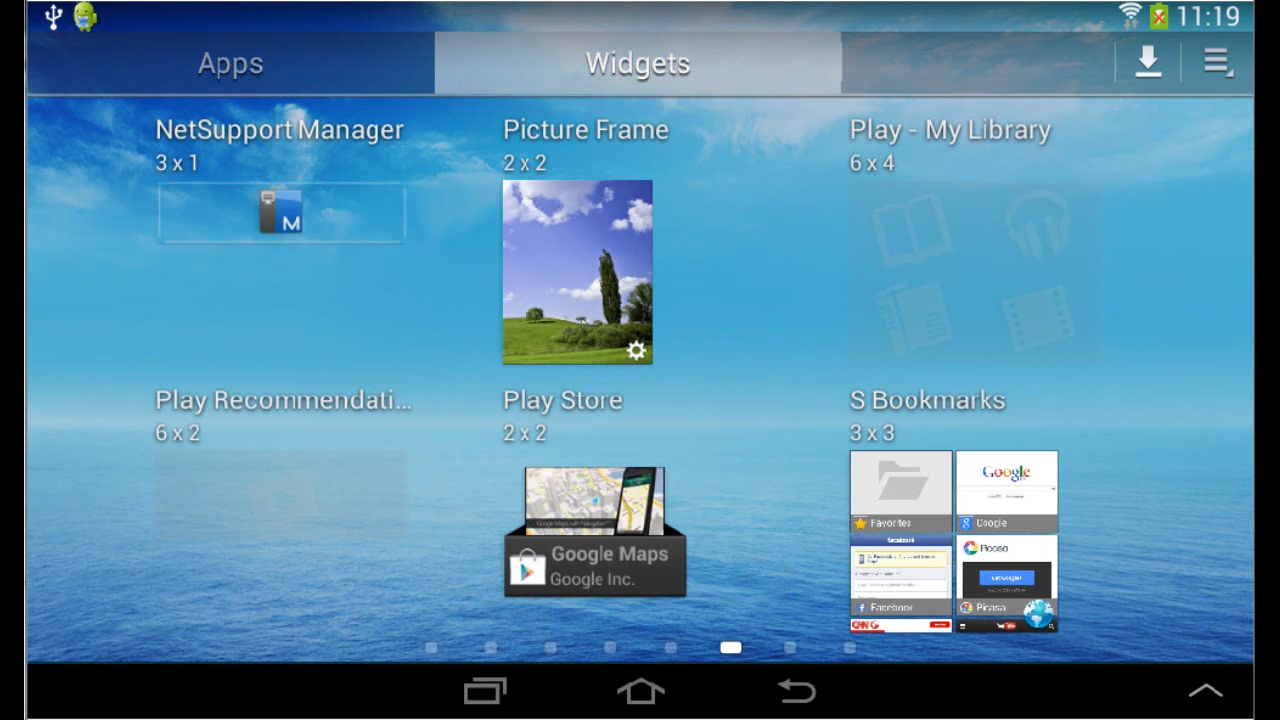 11:19
Apps
Widgets
NetSupport Manager
3 x 1
M
Picture Frame
2 x 2
Play - My Library
6 x 4
Play Recommendati...
6 x 2
Play Store
2 x 2
Google Maps
Google Inc.
S Bookmarks
3 x 3
Google
Favorites
Google
facebook
Picasa
Facebook
Picasa
CNN